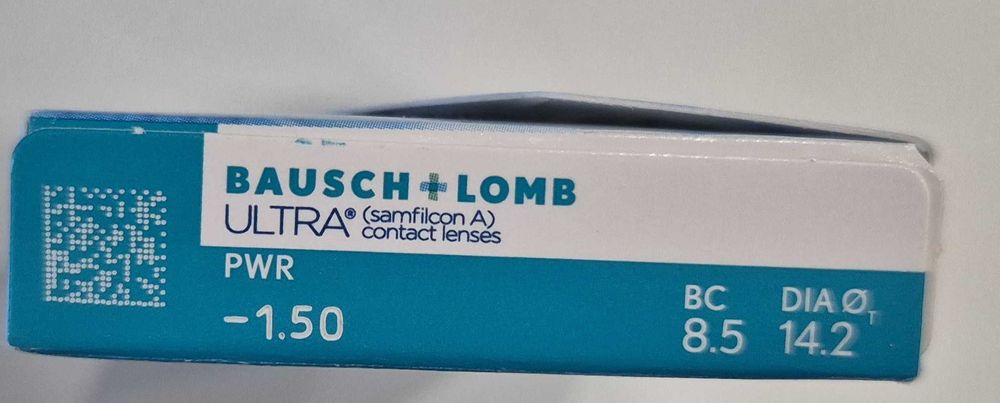 BAUSCH + LOMB
ULTRA® (samfilcon A)
contact lenses
PWR
-1.50
BC
8.5
DIA Ø T
14.2